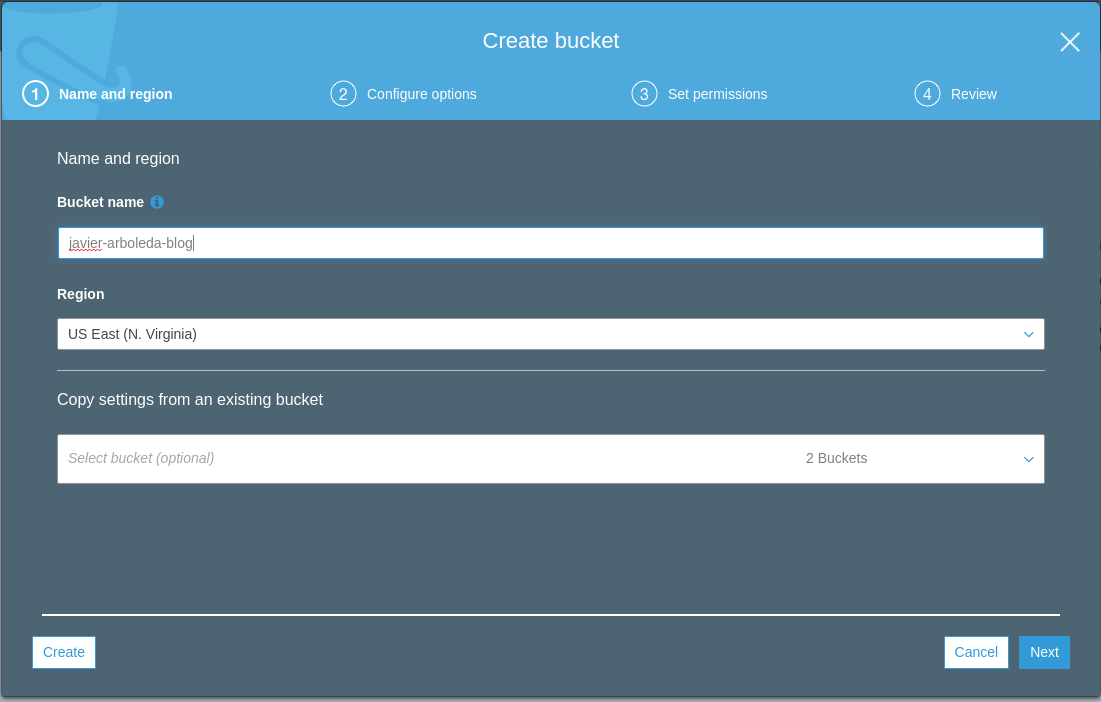 Create bucket
1 Name and region 2 Configure options 3 Set permissions 4 Review
Name and region
Bucket name
javier-arboleda-blog
Region
US East (N. Virginia)
Copy settings from an existing bucket
Select bucket (optional) 2 Buckets
Create Cancel Next